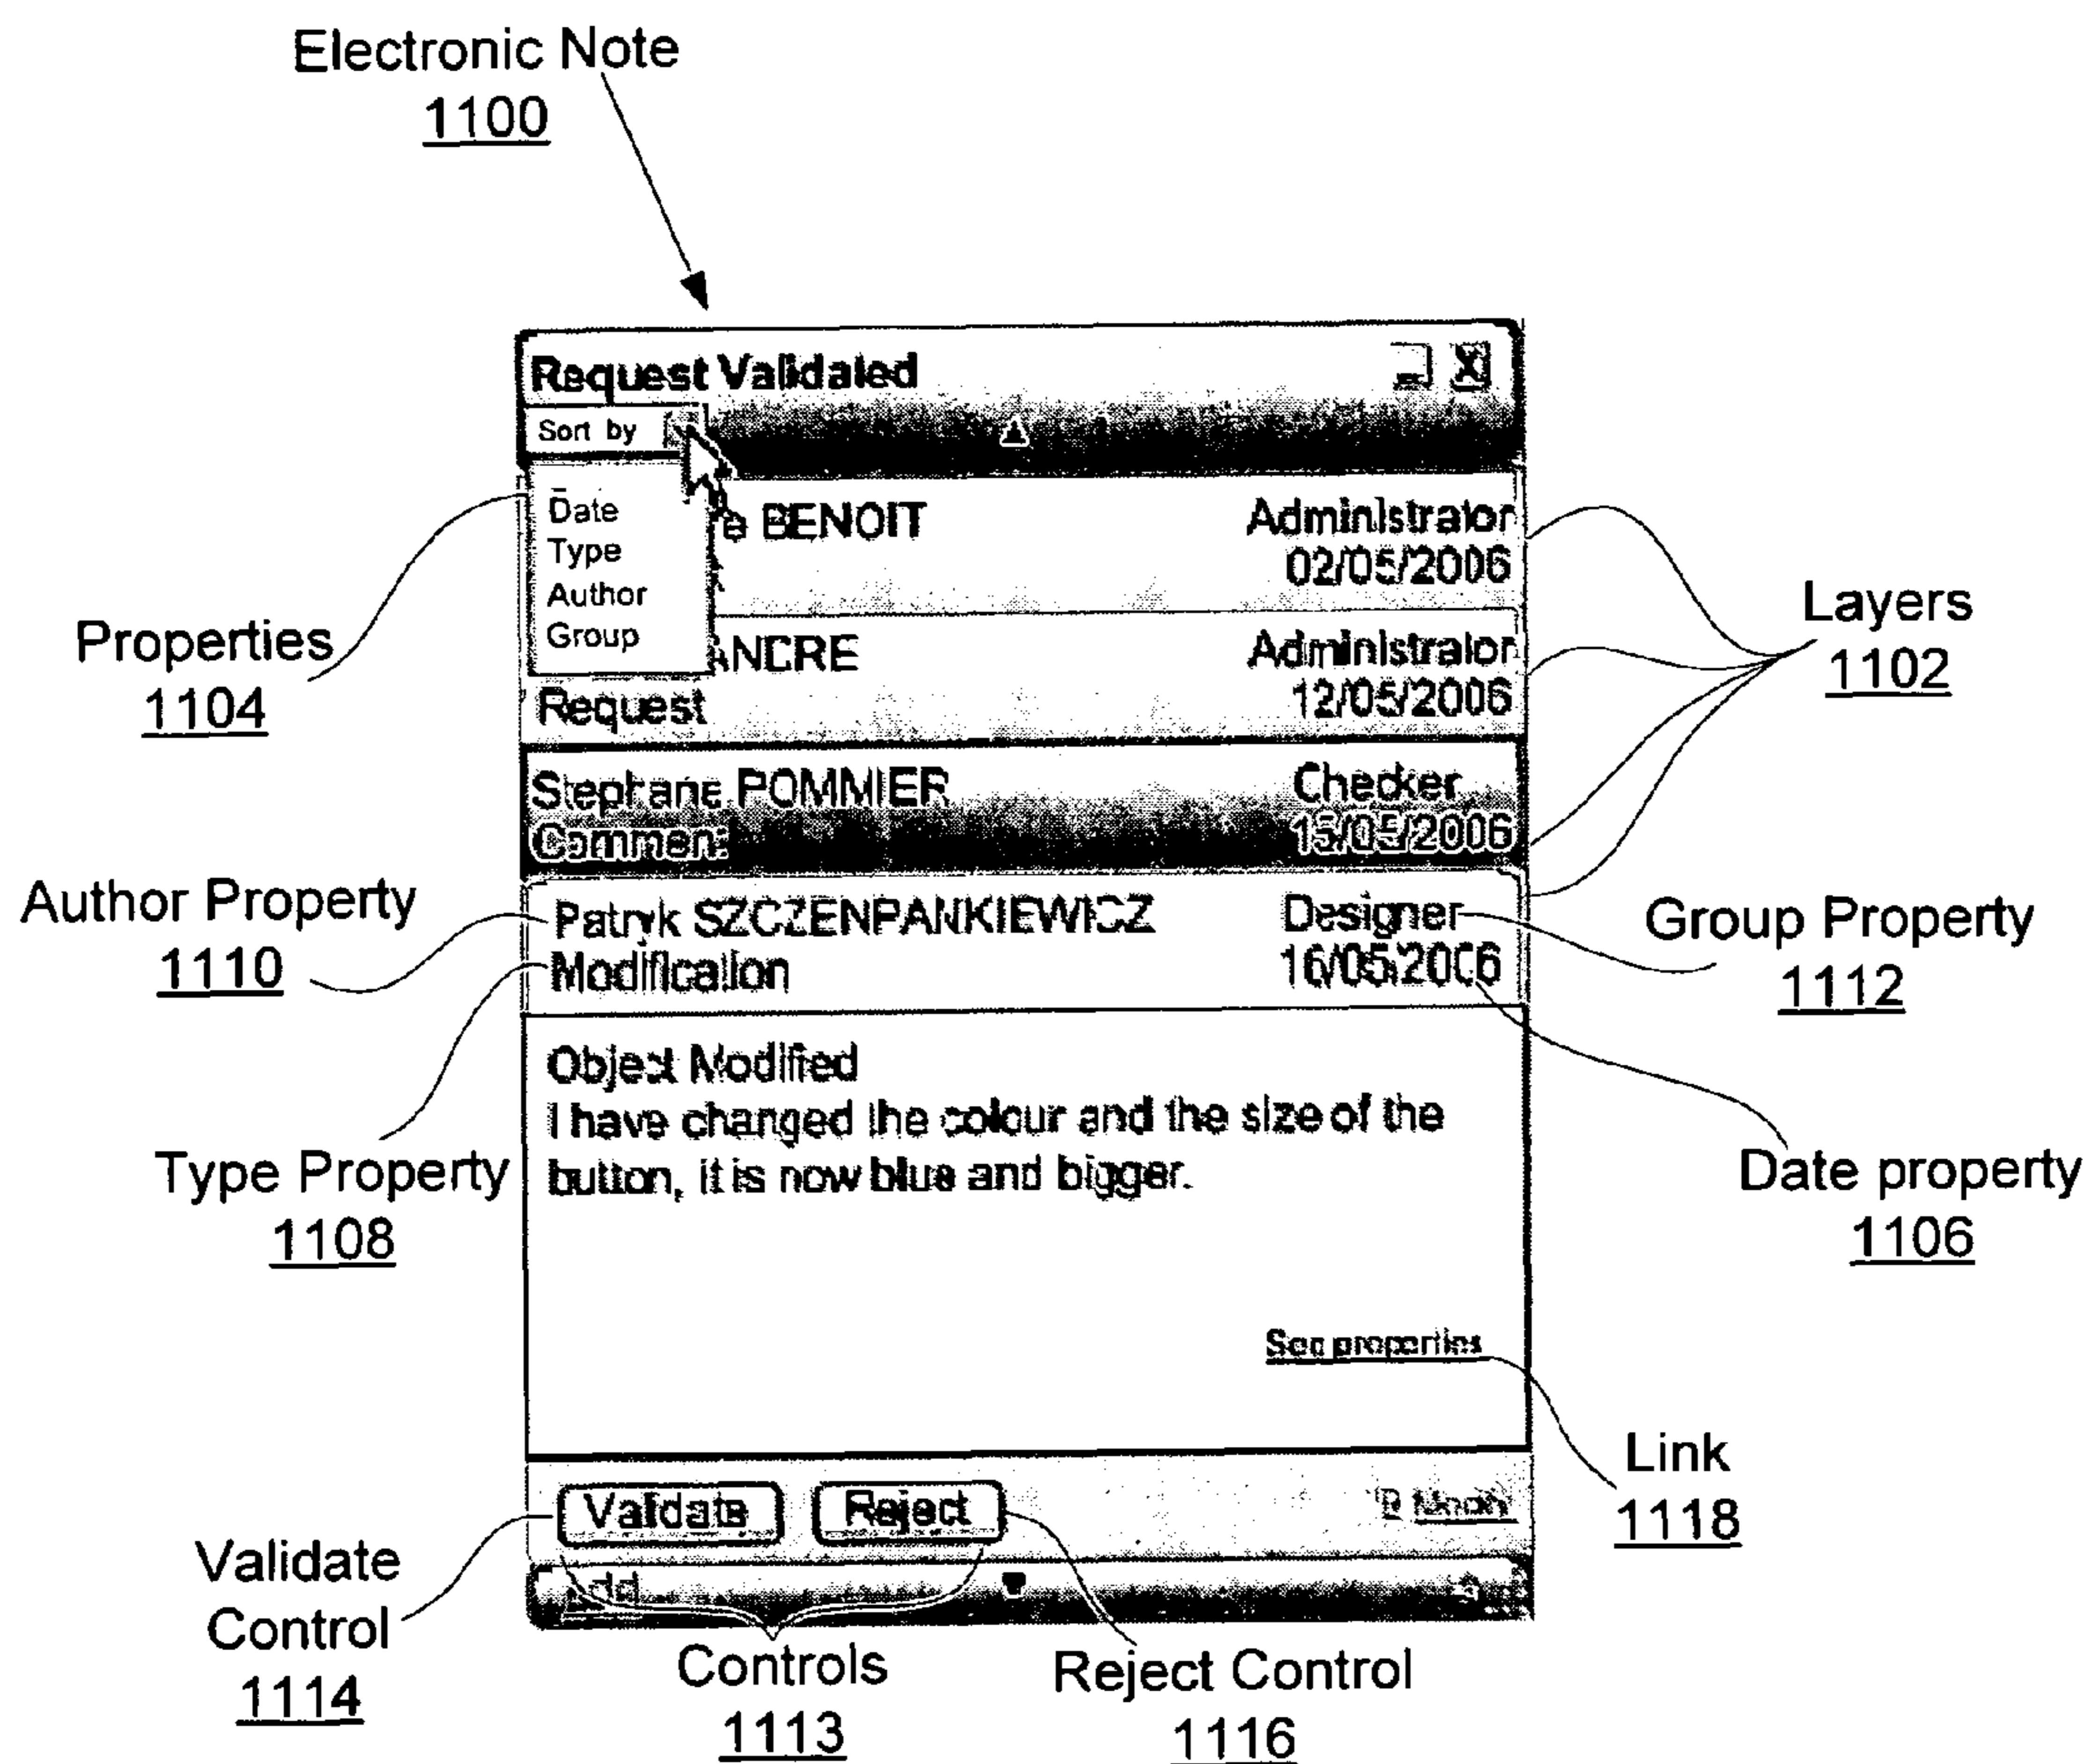 Electronic Note
1100
Request Validated
Sort by
Date
Type
Author
Group
e BENOIT
Administrator
02/05/2006
ANCRE
Administrator
Request
12/05/2006
Stephane POMMIER
Checker
Comment
15/05/2006
Patryk SZCZENPANKIEWICZ
Designer
Modification
16/05/2006
Object Modified
I have changed the colour and the size of the
button, it is now blue and bigger.
See properties
Validate
Reject
Add
Properties
1104
Layers
1102
Author Property
1110
Group Property
1112
Type Property
1108
Date property
1106
Link
1118
Validate
Control
1114
Controls
1113
Reject Control
1116